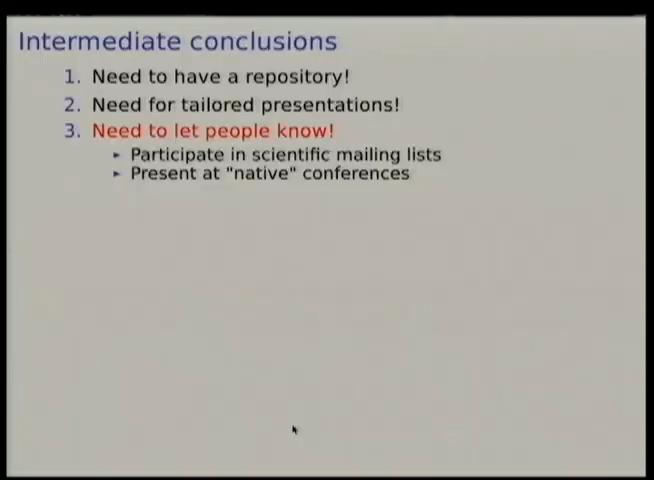 Intermediate conclusions
1. Need to have a repository!
2. Need for tailored presentations!
3. Need to let people know!
► Participate in scientific mailing lists
► Present at "native" conferences